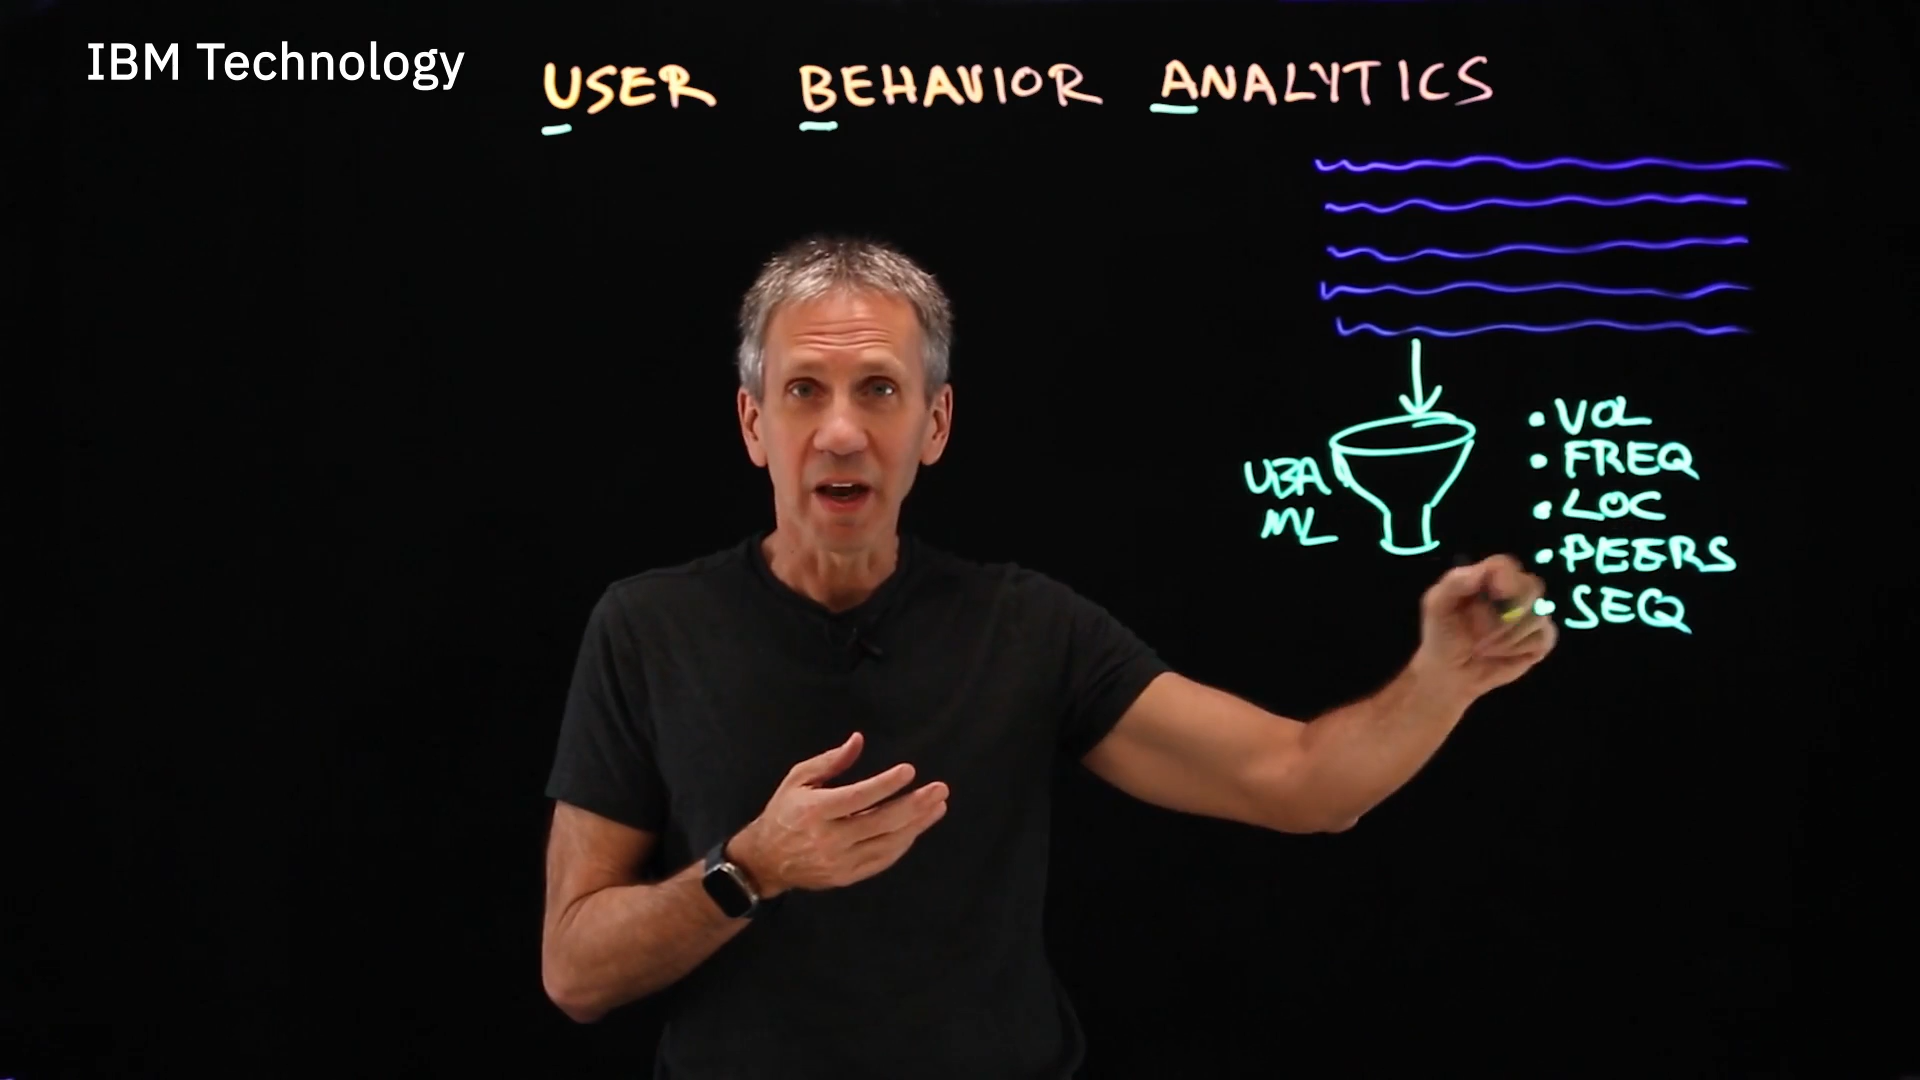 IBM Technology
USER BEHAVIOR ANALYTICS
• VOL
• FREQ
• LOC
• PEERS
• SEQ
UBA
ML